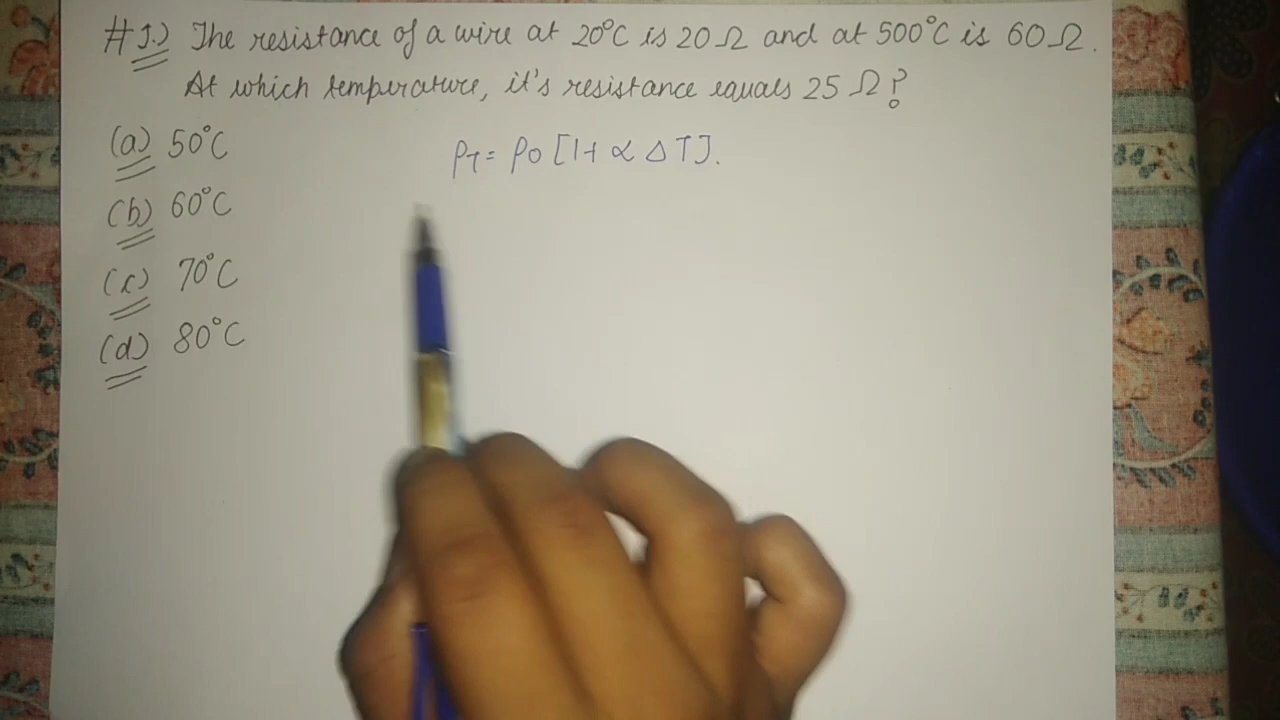 # 1.) The resistance of a wire at 20°C is 20 Ω and at 500°C is 60 Ω.
At which temperature, it's resistance equals 25 Ω?
(a) 50°C
ρT = ρ0 [1 + α Δ T].
(b) 60°C
(c) 70°C
(d) 80°C